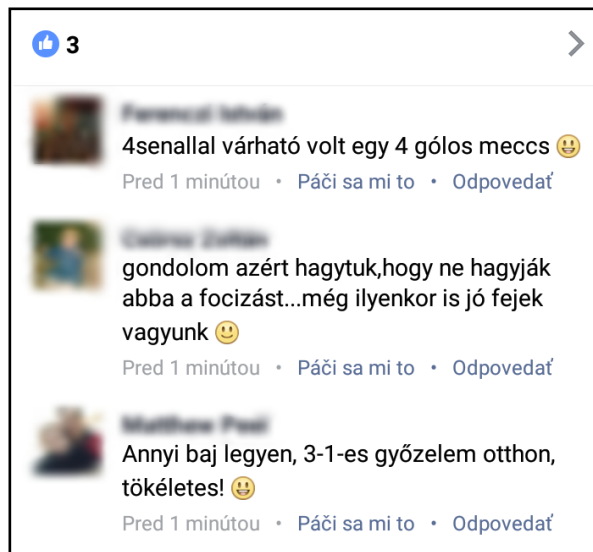 3
4senallal várható volt egy 4 gólos meccs
Pred 1 minútou • Páči sa mi to • Odpovedať
gondolom azért hagytuk,hogy ne hagyják
abba a focizást...még ilyenkor is jó fejek
vagyunk
Pred 1 minútou • Páči sa mi to • Odpovedať
Annyi baj legyen, 3-1-es győzelem otthon,
tökéletes!
Pred 1 minútou • Páči sa mi to • Odpovedať